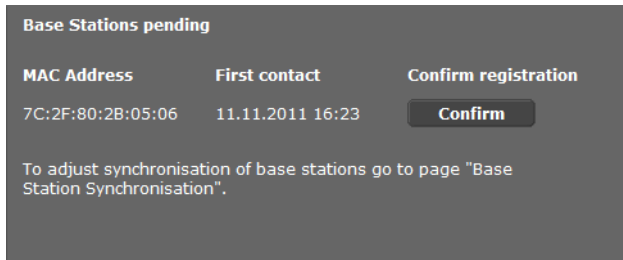 Base Stations pending
MAC Address First contact Confirm registration
7C:2F:80:2B:05:06 11.11.2011 16:23 Confirm
To adjust synchronisation of base stations go to page "Base
Station Synchronisation".